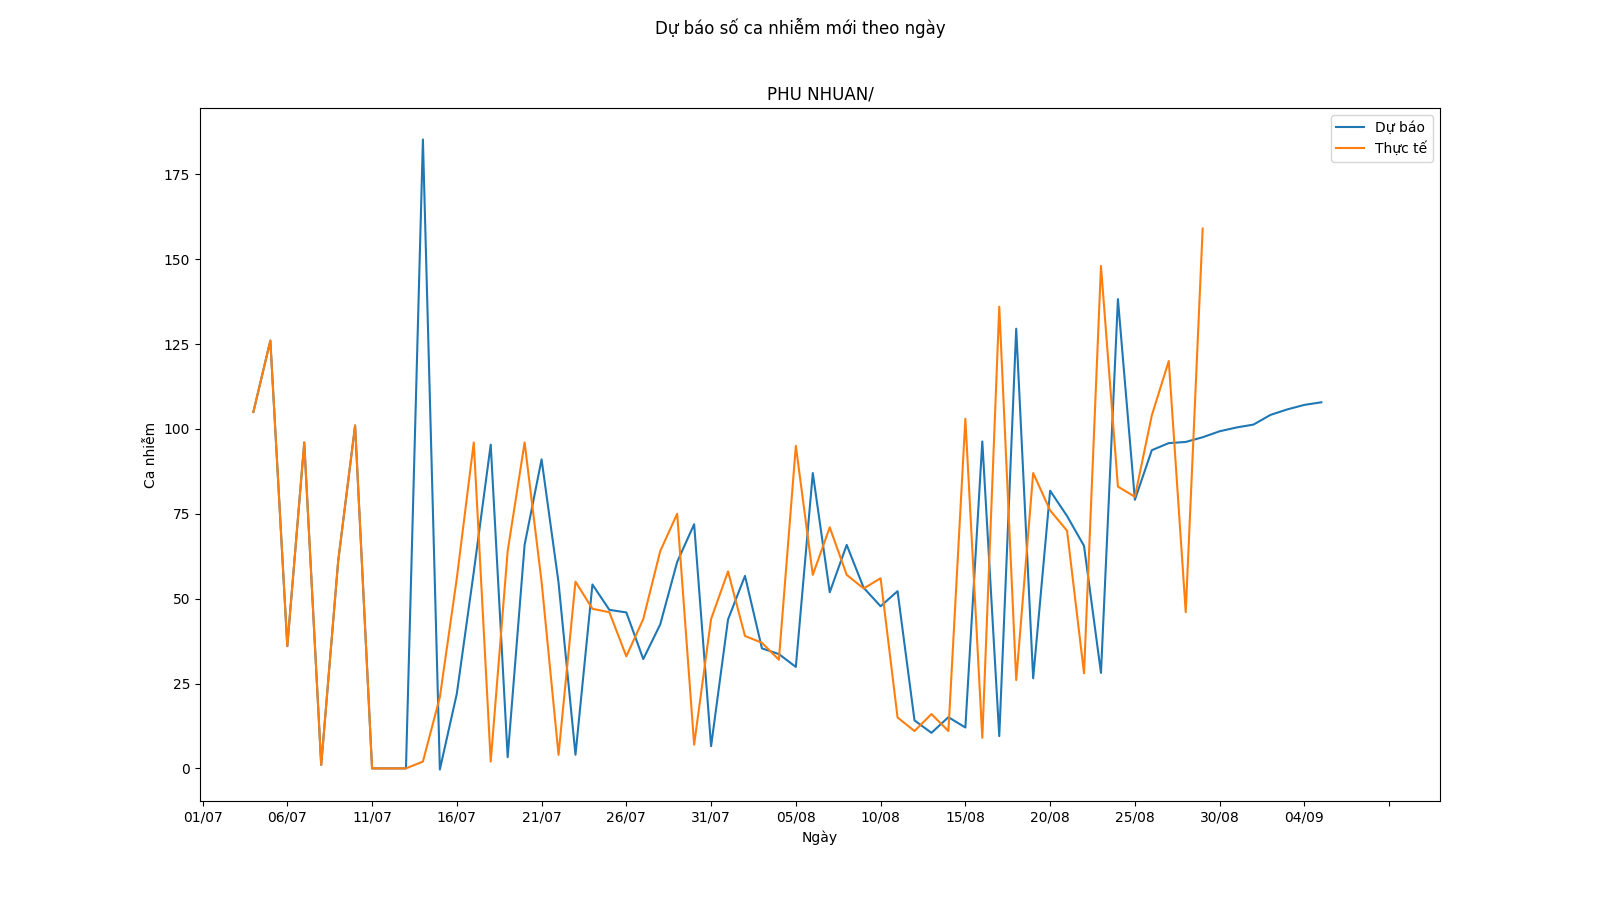 Dự báo số ca nhiễm mới theo ngày
PHU NHUAN/
Dự báo
Thực tế
Ca nhiễm
175
150
125
100
75
50
25
0
01/07 06/07 11/07 16/07 21/07 26/07 31/07 05/08 10/08 15/08 20/08 25/08 30/08 04/09
Ngày